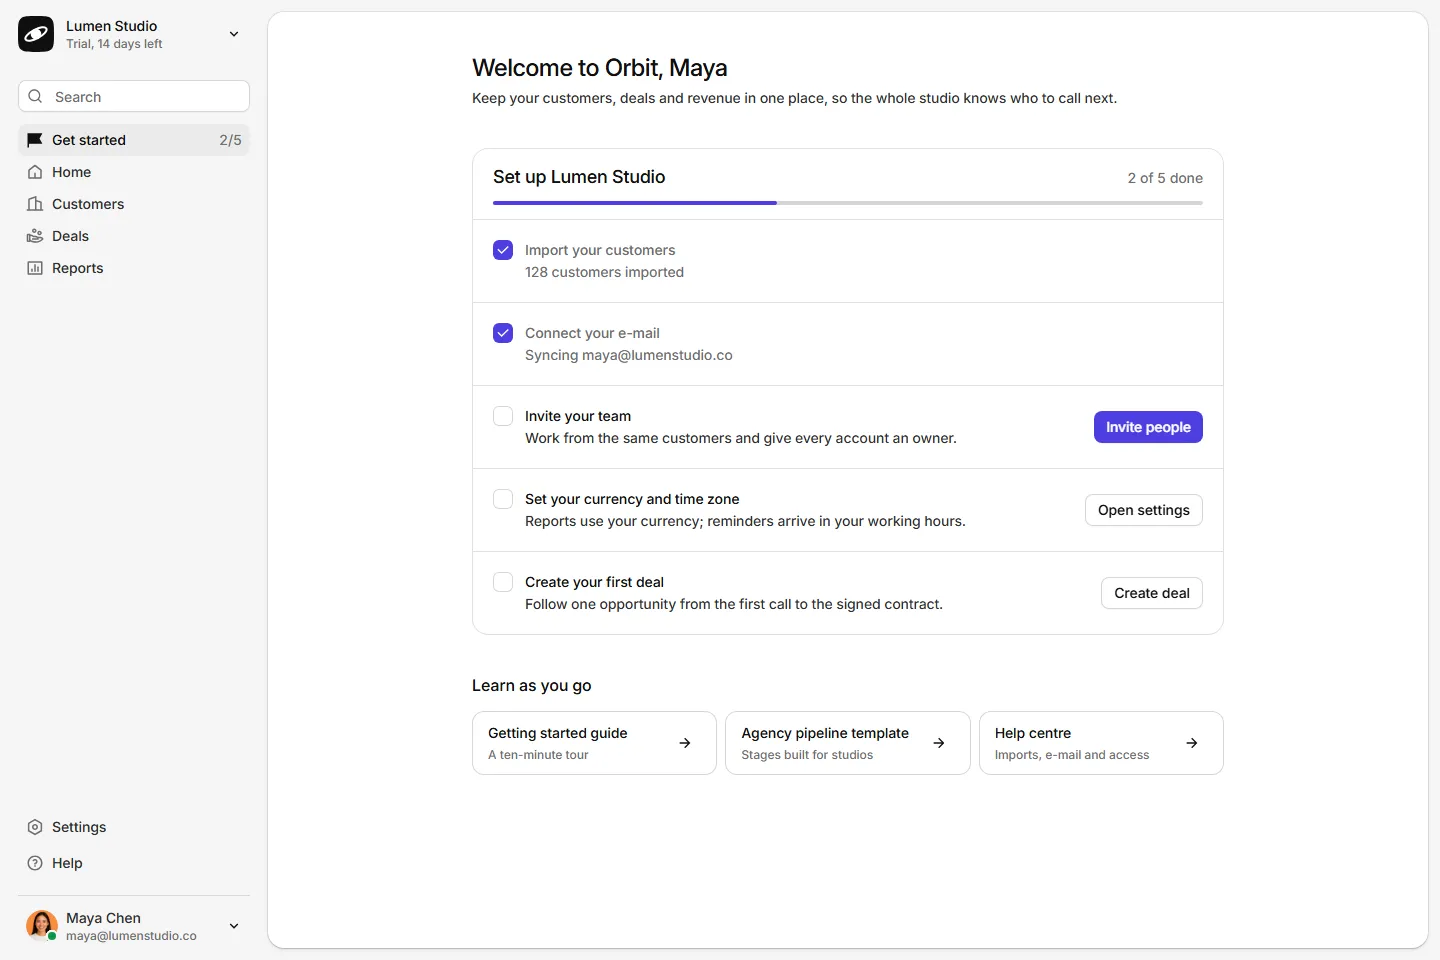 Lumen Studio
Trial, 14 days left
Search
Get started 2/5
Home
Customers
Deals
Reports
Settings
Help
Maya Chen
maya@lumenstudio.co
Welcome to Orbit, Maya
Keep your customers, deals and revenue in one place, so the whole studio knows who to call next.
Set up Lumen Studio 2 of 5 done
Import your customers
128 customers imported
Connect your e-mail
Syncing maya@lumenstudio.co
Invite your team
Work from the same customers and give every account an owner.
Invite people
Set your currency and time zone
Reports use your currency; reminders arrive in your working hours.
Open settings
Create your first deal
Follow one opportunity from the first call to the signed contract.
Create deal
Learn as you go
Getting started guide
A ten-minute tour
Agency pipeline template
Stages built for studios
Help centre
Imports, e-mail and access